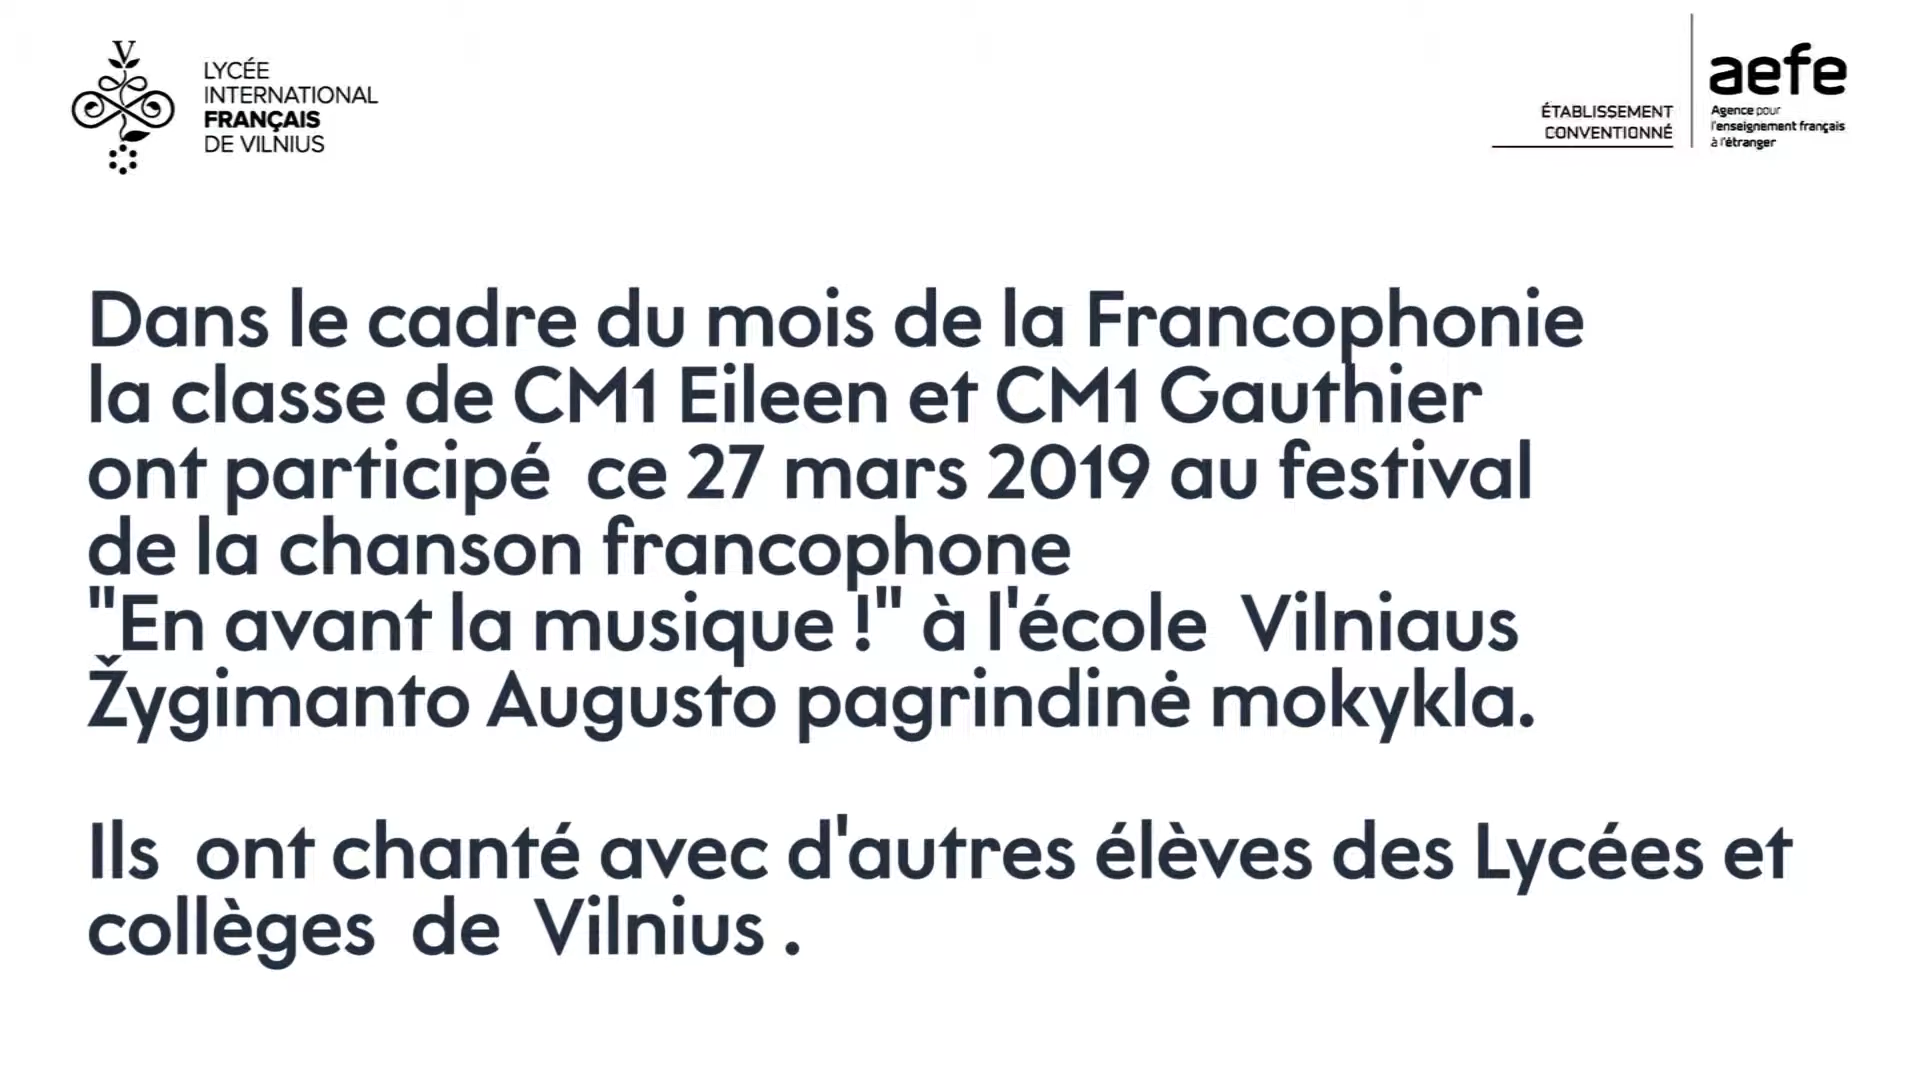 V
LYCÉE
INTERNATIONAL
FRANÇAIS
DE VILNIUS
ÉTABLISSEMENT
CONVENTIONNÉ
aefe
Agence pour
l'enseignement français
à l'étranger
Dans le cadre du mois de la Francophonie
la classe de CM1 Eileen et CM1 Gauthier
ont participé  ce 27 mars 2019 au festival
de la chanson francophone
"En avant la musique !" à l'école  Vilniaus
Žygimanto Augusto pagrindinė mokykla.
Ils  ont chanté avec d'autres élèves des Lycées et
collèges  de  Vilnius .